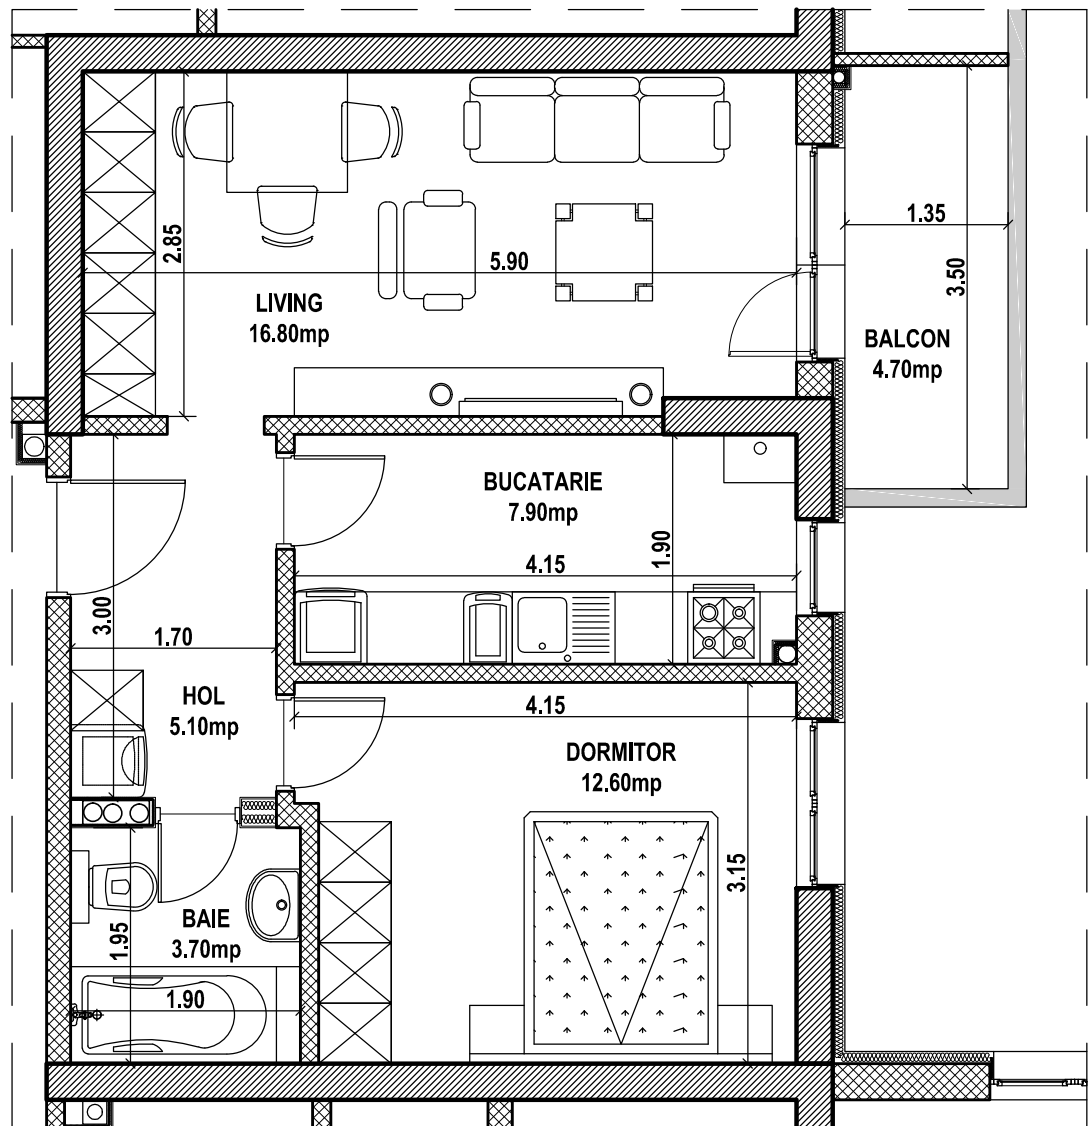 2.85
5.90
LIVING
16.80mp
1.35
3.50
BALCON
4.70mp
BUCATARIE
7.90mp
1.90
4.15
3.00
1.70
HOL
5.10mp
4.15
DORMITOR
12.60mp
3.15
BAIE
3.70mp
1.95
1.90